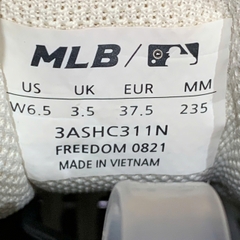 MLB /
US UK EUR MM
W6.5 3.5 37.5 235
3ASHC311N
FREEDOM 0821
MADE IN VIETNAM